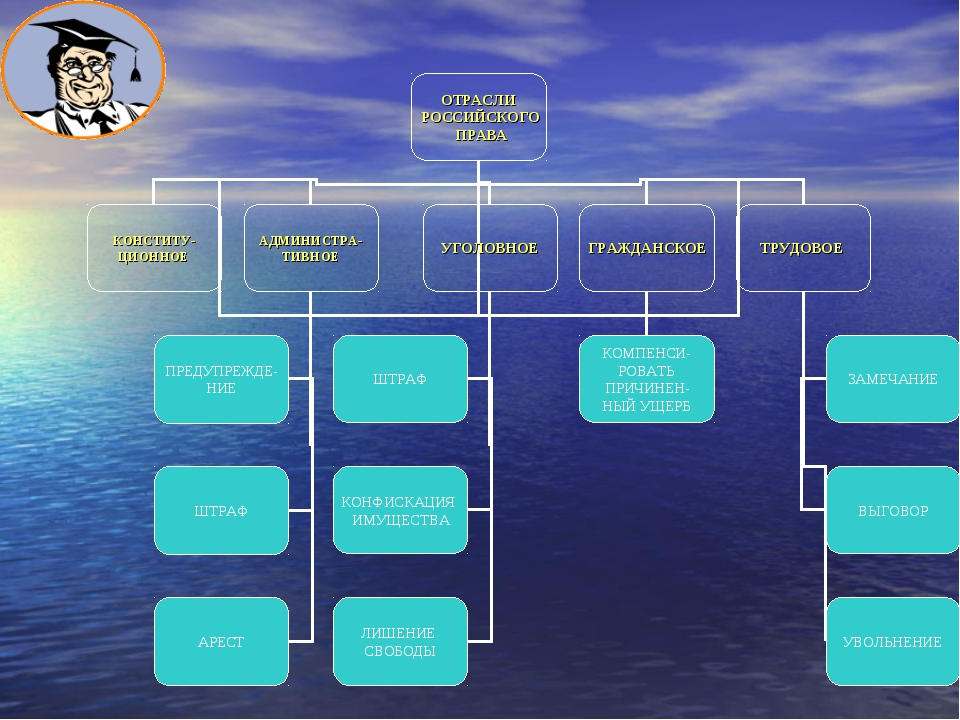 ОТРАСЛИ
РОССИЙСКОГО
ПРАВА
КОНСТИТУ-
ЦИОННОЕ
АДМИНИСТРА-
ТИВНОЕ
УГОЛОВНОЕ
ГРАЖДАНСКОЕ
ТРУДОВОЕ
ПРЕДУПРЕЖДЕ-
НИЕ
ШТРАФ
КОМПЕНСИ-
РОВАТЬ
ПРИЧИНЕН-
НЫЙ УЩЕРБ
ЗАМЕЧАНИЕ
ШТРАФ
КОНФИСКАЦИЯ
ИМУЩЕСТВА
ВЫГОВОР
АРЕСТ
ЛИШЕНИЕ
СВОБОДЫ
УВОЛЬНЕНИЕ